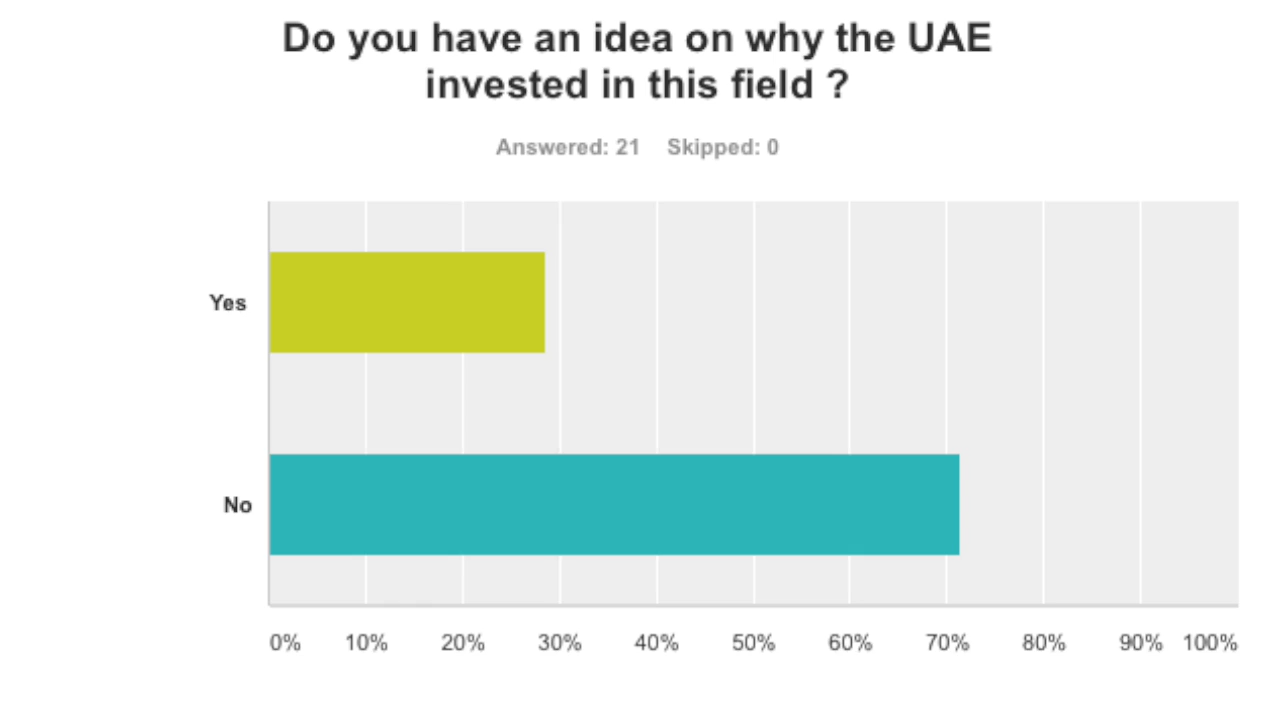 Do you have an idea on why the UAE
invested in this field ?
Answered: 21 Skipped: 0
Yes
No
0% 10% 20% 30% 40% 50% 60% 70% 80% 90% 100%